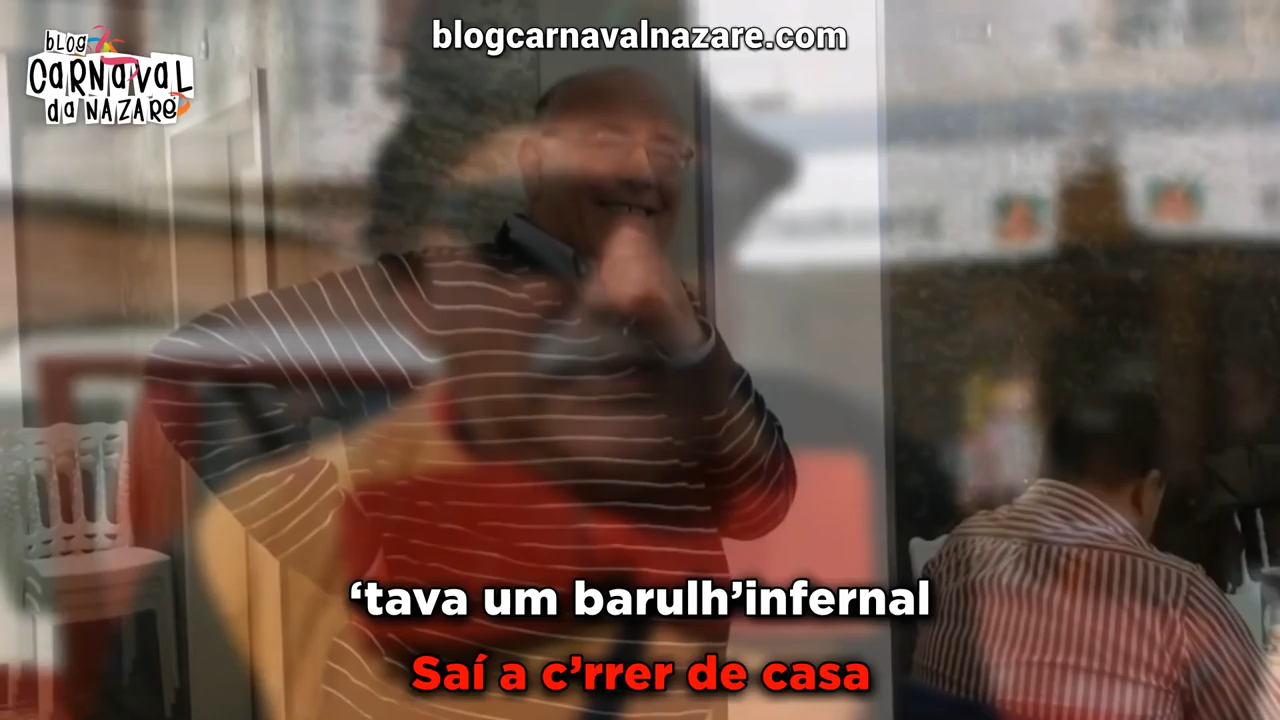 blogcarnavalnazare.com
BLOG
CARNAVAL
da NAZARé
‘tava um barulh’infernal
Saí a c’rrer de casa